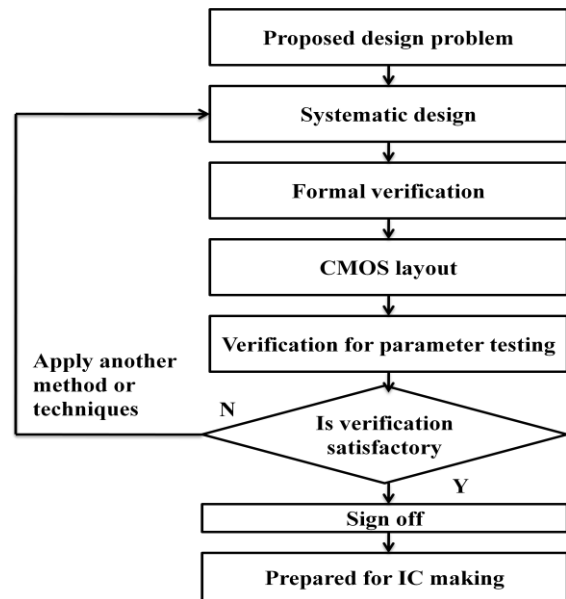 Proposed design problem
Systematic design
Formal verification
CMOS layout
Verification for parameter testing
Apply another
method or
techniques
N
Is verification
satisfactory
Y
Sign off
Prepared for IC making